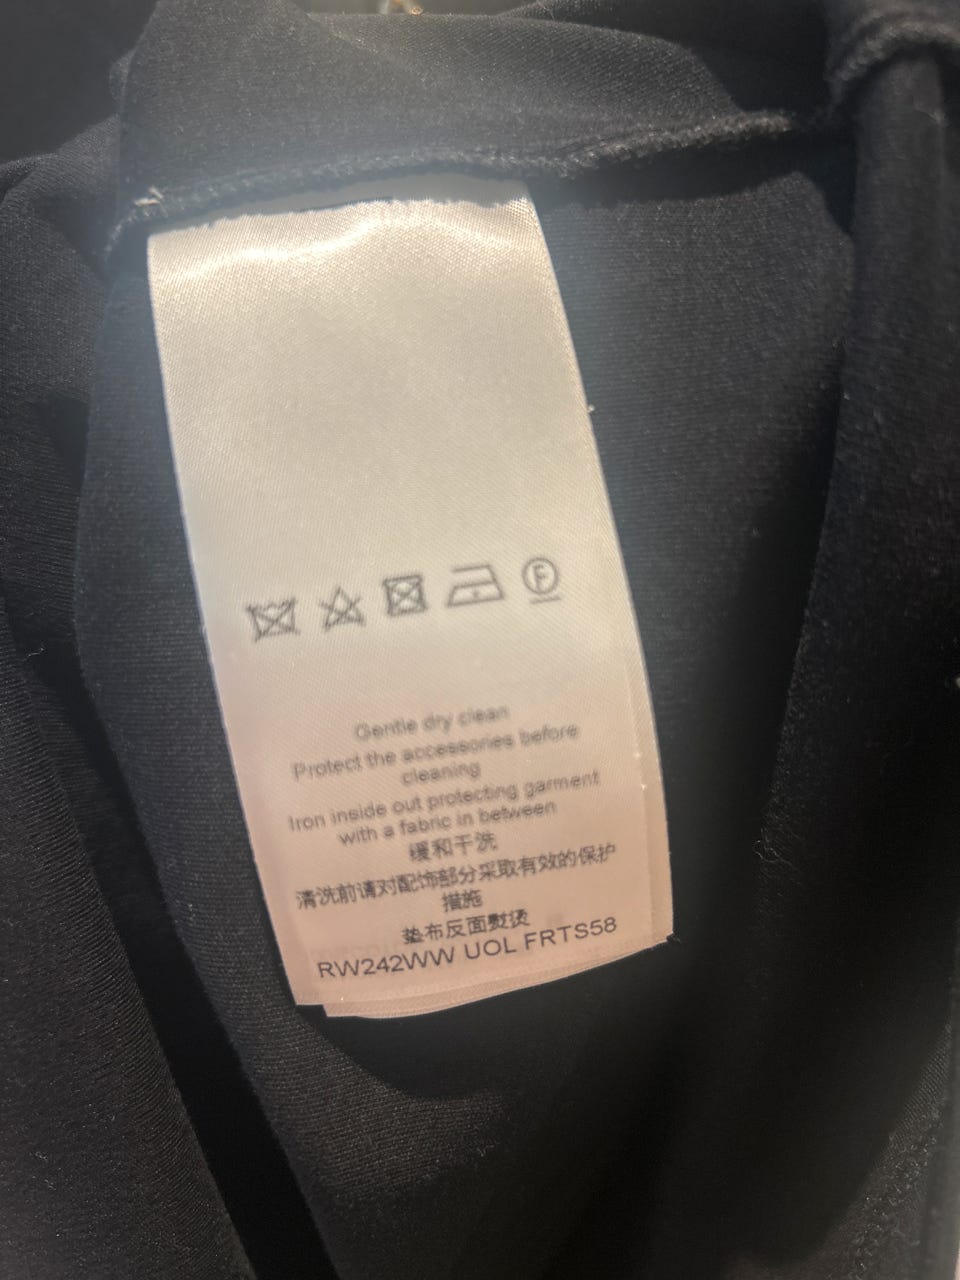 F
Gentle dry clean
Protect the accessories before
cleaning
Iron inside out protecting garment
with a fabric in between
缓和干洗
清洗前请对配饰部分采取有效的保护
措施
垫布反面熨烫
RW242WW UOL FRTS58